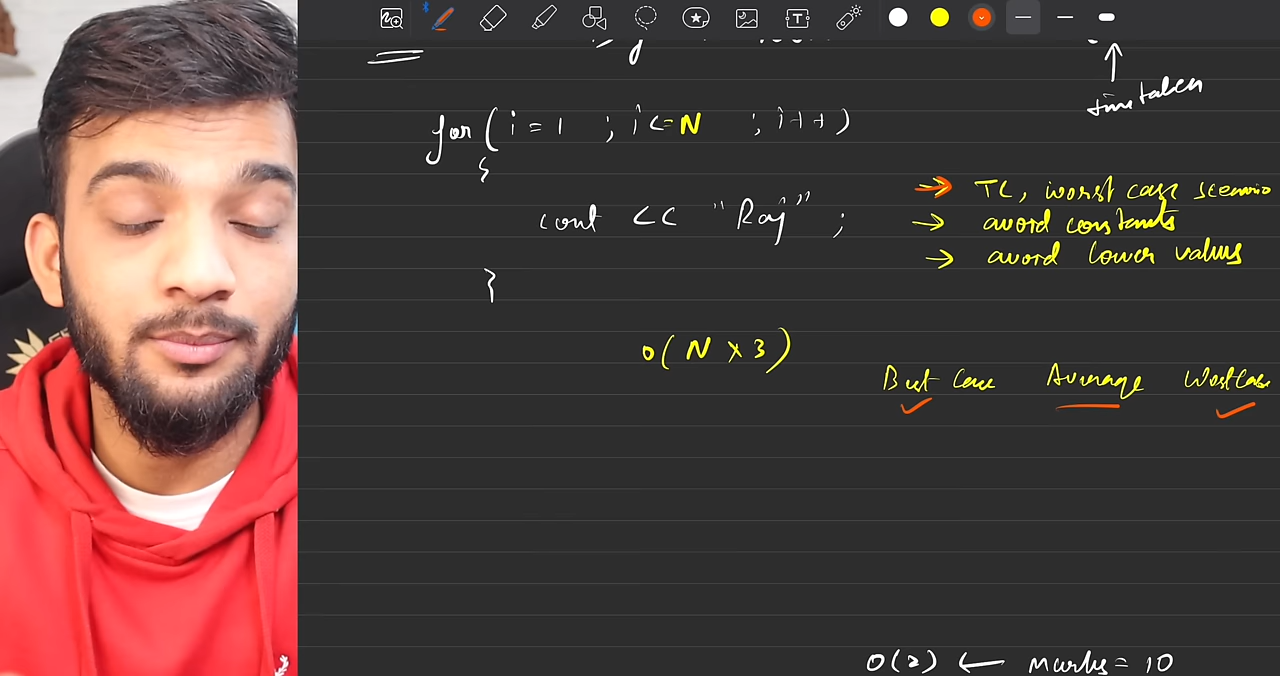 time taken
for ( i = 1 ; i <= N ; i++ )
{
cout << "Raj" ;
}
→ TC, worst case scenario
→ avoid constants
→ avoid lower values
O( N × 3 )
Best Case Average Worst Case
O(2) ← marks = 10